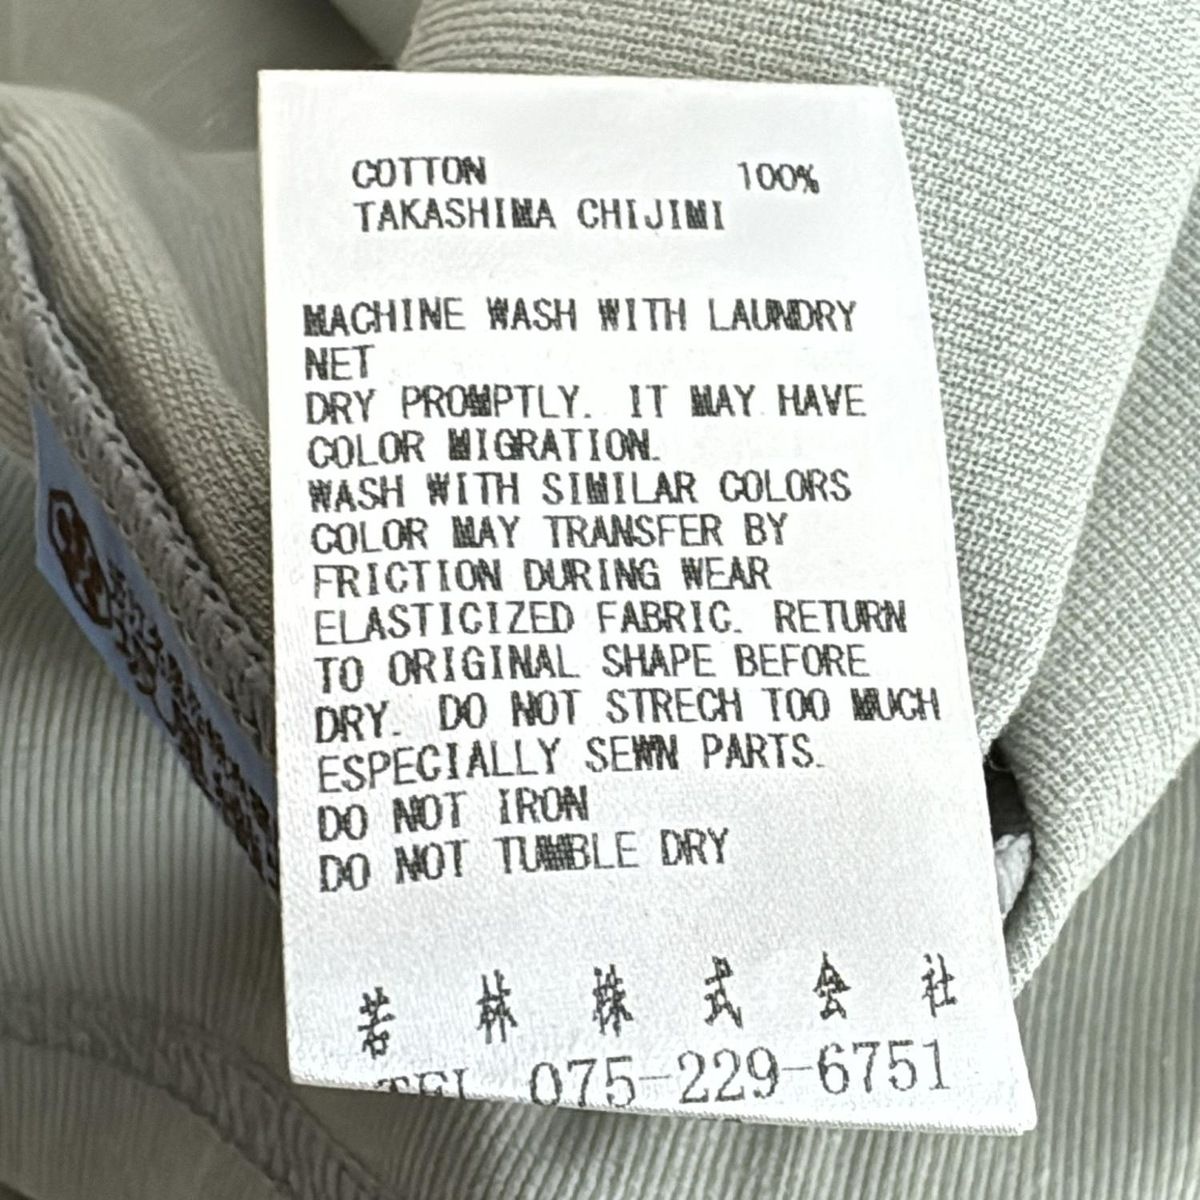 COTTON 100%
TAKASHIMA CHIJIMI
MACHINE WASH WITH LAUNDRY
NET
DRY PROMPTLY. IT MAY HAVE
COLOR MIGRATION.
WASH WITH SIMILAR COLORS
COLOR MAY TRANSFER BY
FRICTION DURING WEAR
ELASTICIZED FABRIC. RETURN
TO ORIGINAL SHAPE BEFORE
DRY. DO NOT STRECH TOO MUCH
ESPECIALLY SEWN PARTS.
DO NOT IRON
DO NOT TUMBLE DRY
若林株式会社
TEL 075-229-6751